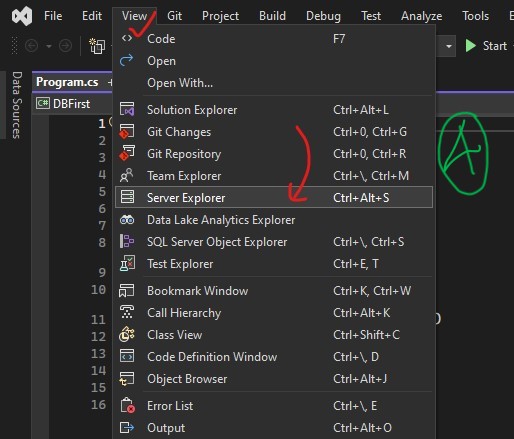 File Edit View Git Project Build Debug Test Analyze Tools
Code F7
Open
Open With...
Start
Data Sources
Program.cs
DBFirst
Solution Explorer Ctrl+Alt+L
Git Changes Ctrl+0, Ctrl+G
Git Repository Ctrl+0, Ctrl+R
Team Explorer Ctrl+\, Ctrl+M
Server Explorer Ctrl+Alt+S
Data Lake Analytics Explorer
SQL Server Object Explorer Ctrl+\, Ctrl+S
Test Explorer Ctrl+E, T
Bookmark Window Ctrl+K, Ctrl+W
Call Hierarchy Ctrl+Alt+K
Class View Ctrl+Shift+C
Code Definition Window Ctrl+\, D
Object Browser Ctrl+Alt+J
Error List Ctrl+\, E
Output Ctrl+Alt+O
1
2
3
4
5
6
7
8
9
10
11
12
13
14
15
16
A